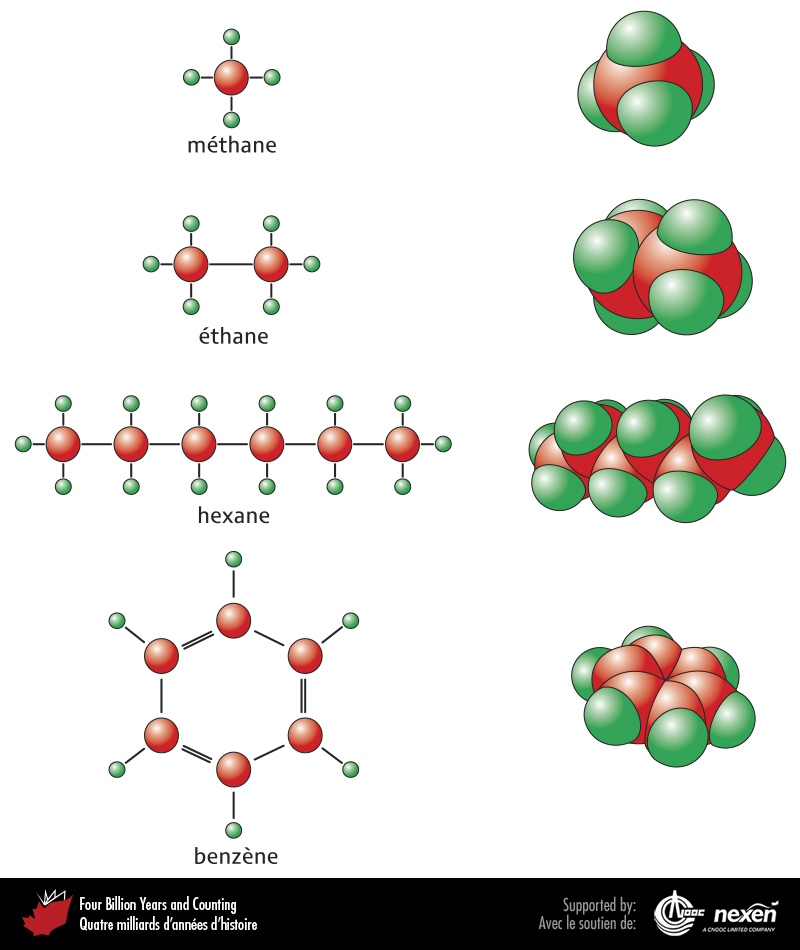 méthane
éthane
hexane
benzène
Four Billion Years and Counting
Quatre milliards d'années d'histoire
Supported by:
Avec le soutien de:
CNOOC
nexen
A CNOOC LIMITED COMPANY